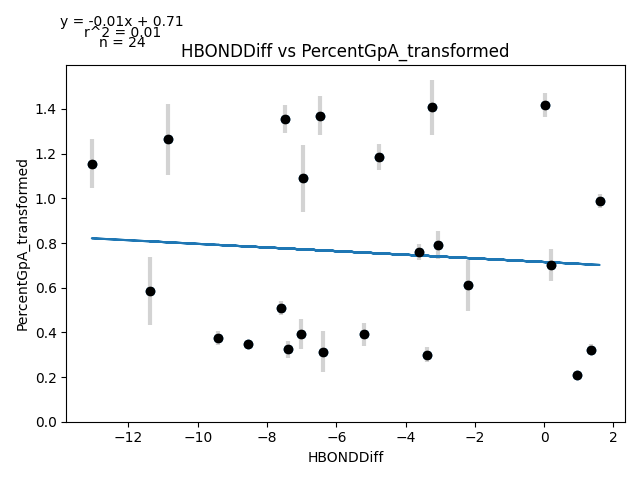 y = -0.01x + 0.71
r^2 = 0.01
n = 24
HBONDDiff vs PercentGpA_transformed
PercentGpA_transformed
1.4
1.2
1.0
0.8
0.6
0.4
0.2
0.0
−12
−10
−8
−6
−4
−2
0
2
HBONDDiff